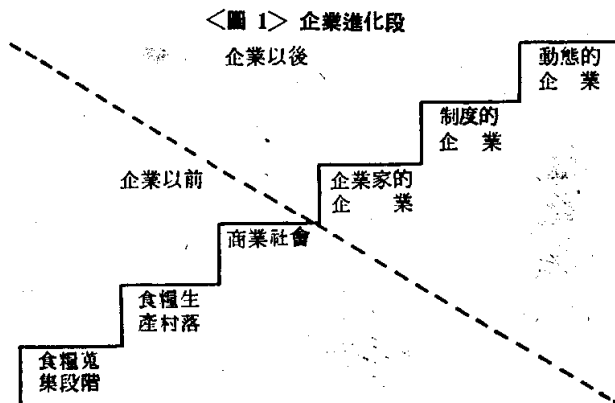 <圖 1> 企業進化段
企業以後
動態的
企 業
制度的
企 業
企業以前
企業家的
企 業
商業社會
食糧生
產村落
食糧蒐
集段階